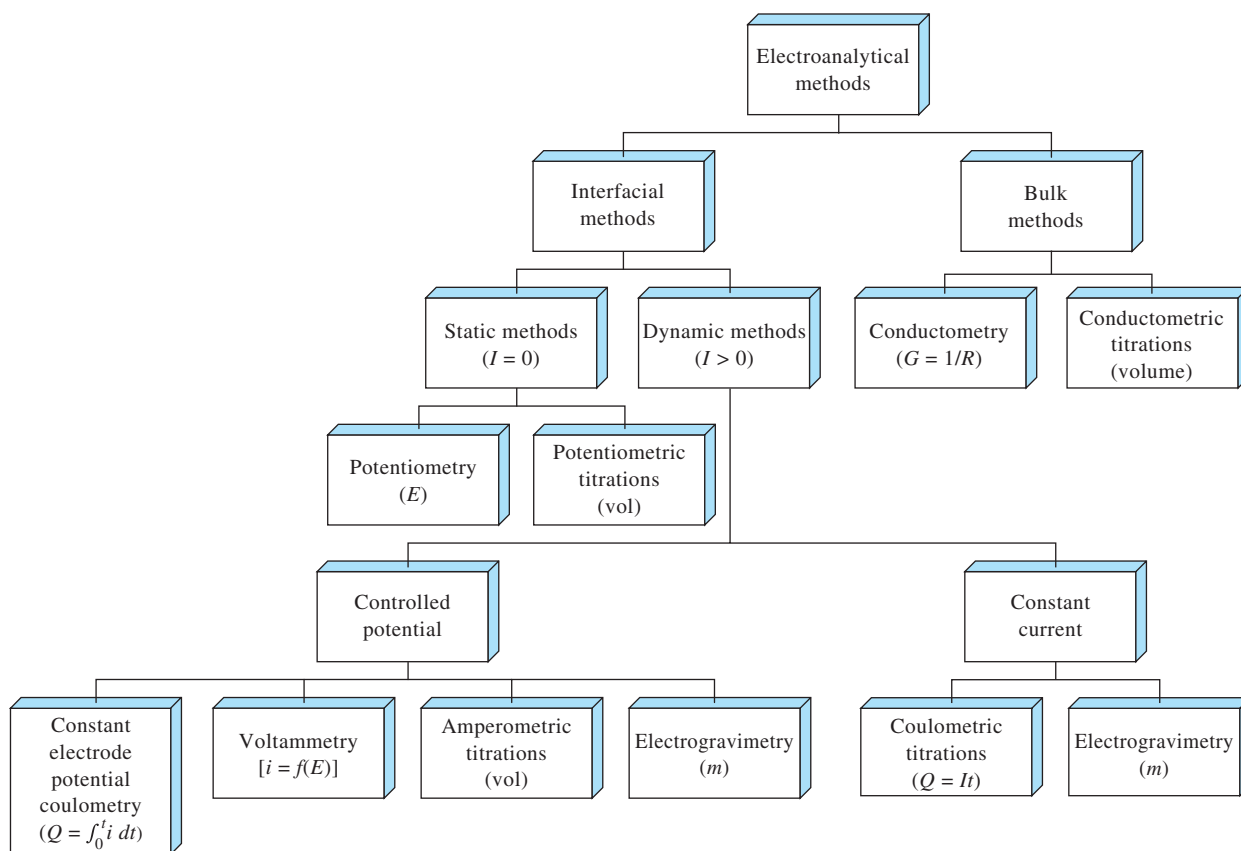 Electroanalytical
methods
Interfacial
methods
Bulk
methods
Static methods
(I = 0)
Dynamic methods
(I > 0)
Conductometry
(G = 1/R)
Conductometric
titrations
(volume)
Potentiometry
(E)
Potentiometric
titrations
(vol)
Controlled
potential
Constant
current
Constant
electrode
potential
coulometry
(Q = ∫₀ᵗ i dt)
Voltammetry
[i = f(E)]
Amperometric
titrations
(vol)
Electrogravimetry
(m)
Coulometric
titrations
(Q = It)
Electrogravimetry
(m)